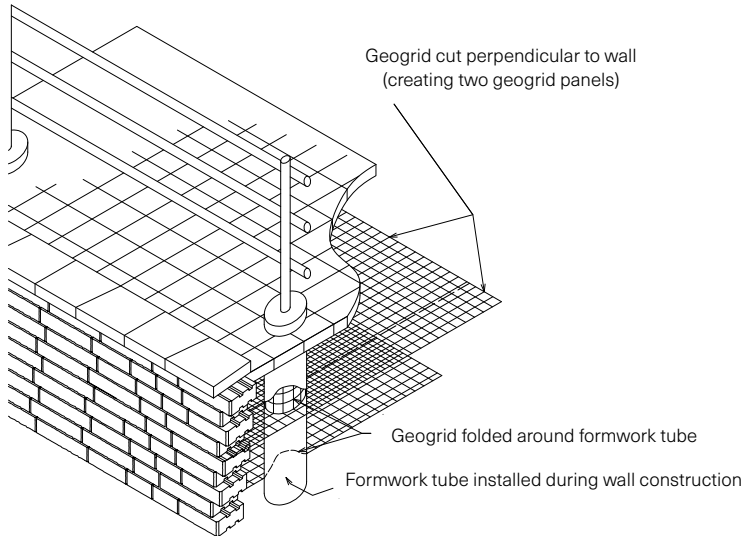 Geogrid cut perpendicular to wall
(creating two geogrid panels)
Geogrid folded around formwork tube
Formwork tube installed during wall construction